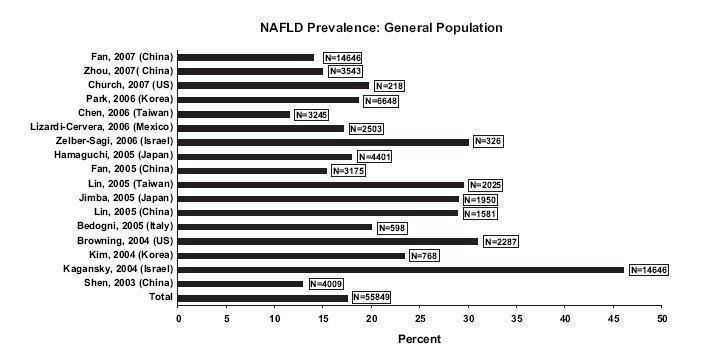 NAFLD Prevalence: General Population
Fan, 2007 (China) N=14646
Zhou, 2007( China) N=3543
Church, 2007 (US) N=218
Park, 2006 (Korea) N=6648
Chen, 2006 (Taiwan) N=3245
Lizardi-Cervera, 2006 (Mexico) N=2503
Zelber-Sagi, 2006 (Israel) N=326
Hamaguchi, 2005 (Japan) N=4401
Fan, 2005 (China) N=3175
Lin, 2005 (Taiwan) N=2025
Jimba, 2005 (Japan) N=1950
Lin, 2005 (China) N=1581
Bedogni, 2005 (Italy) N=598
Browning, 2004 (US) N=2287
Kim, 2004 (Korea) N=768
Kagansky, 2004 (Israel) N=14646
Shen, 2003 (China) N=4009
Total N=55849
0 5 10 15 20 25 30 35 40 45 50
Percent